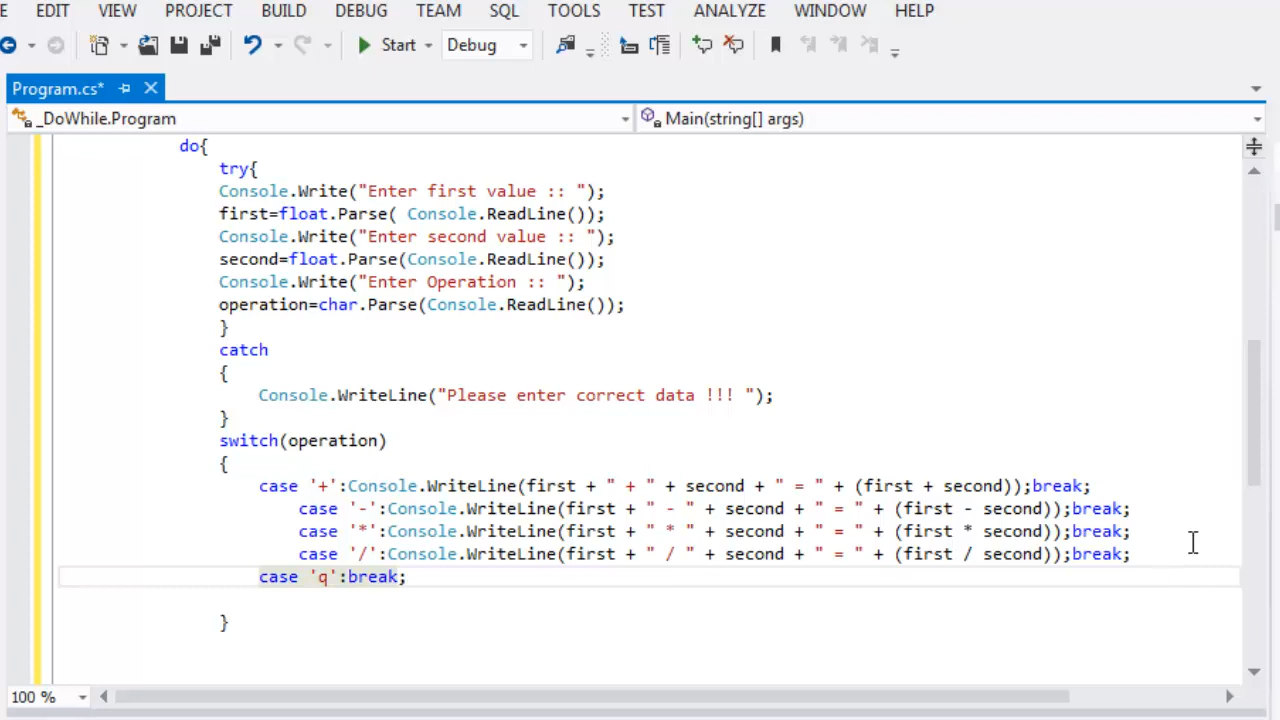 E EDIT VIEW PROJECT BUILD DEBUG TEAM SQL TOOLS TEST ANALYZE WINDOW HELP
Start Debug
Program.cs*
_DoWhile.Program Main(string[] args)
do{
try{
Console.Write("Enter first value :: ");
first=float.Parse( Console.ReadLine());
Console.Write("Enter second value :: ");
second=float.Parse(Console.ReadLine());
Console.Write("Enter Operation :: ");
operation=char.Parse(Console.ReadLine());
}
catch
{
Console.WriteLine("Please enter correct data !!! ");
}
switch(operation)
{
case '+':Console.WriteLine(first + " + " + second + " = " + (first + second));break;
case '-':Console.WriteLine(first + " - " + second + " = " + (first - second));break;
case '*':Console.WriteLine(first + " * " + second + " = " + (first * second));break;
case '/':Console.WriteLine(first + " / " + second + " = " + (first / second));break;
case 'q':break;
}
100 %